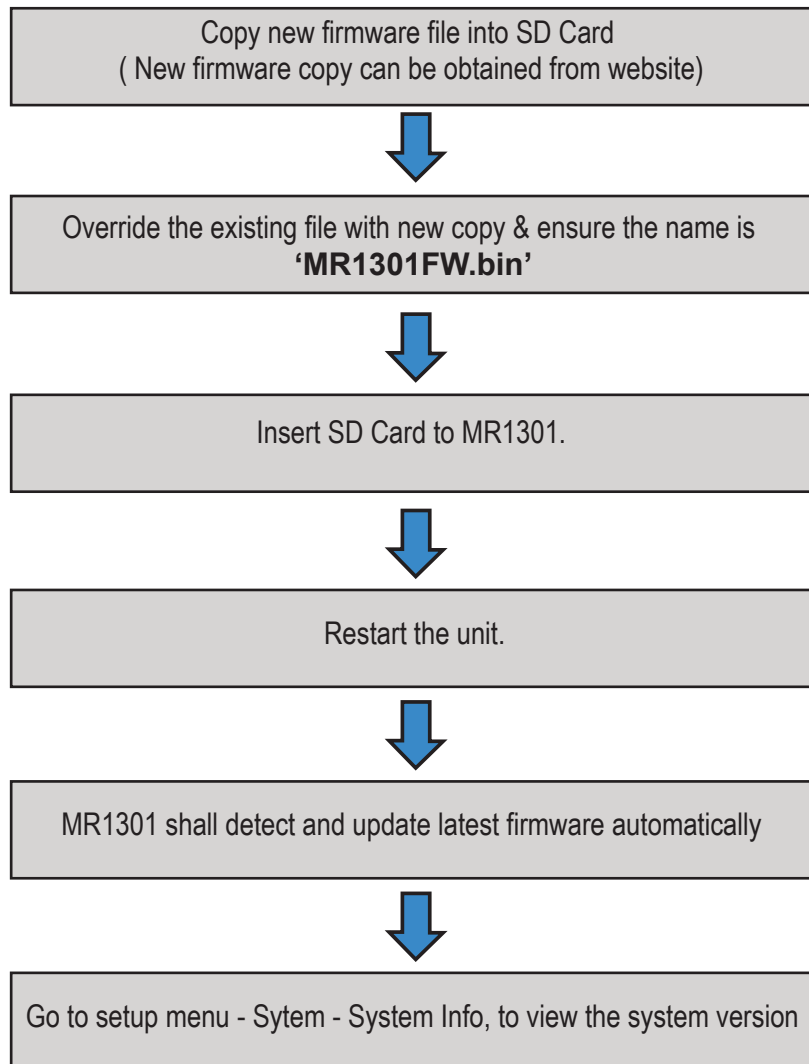 Copy new firmware file into SD Card
( New firmware copy can be obtained from website)
Override the existing file with new copy & ensure the name is
‘MR1301FW.bin’
Insert SD Card to MR1301.
Restart the unit.
MR1301 shall detect and update latest firmware automatically
Go to setup menu - Sytem - System Info, to view the system version